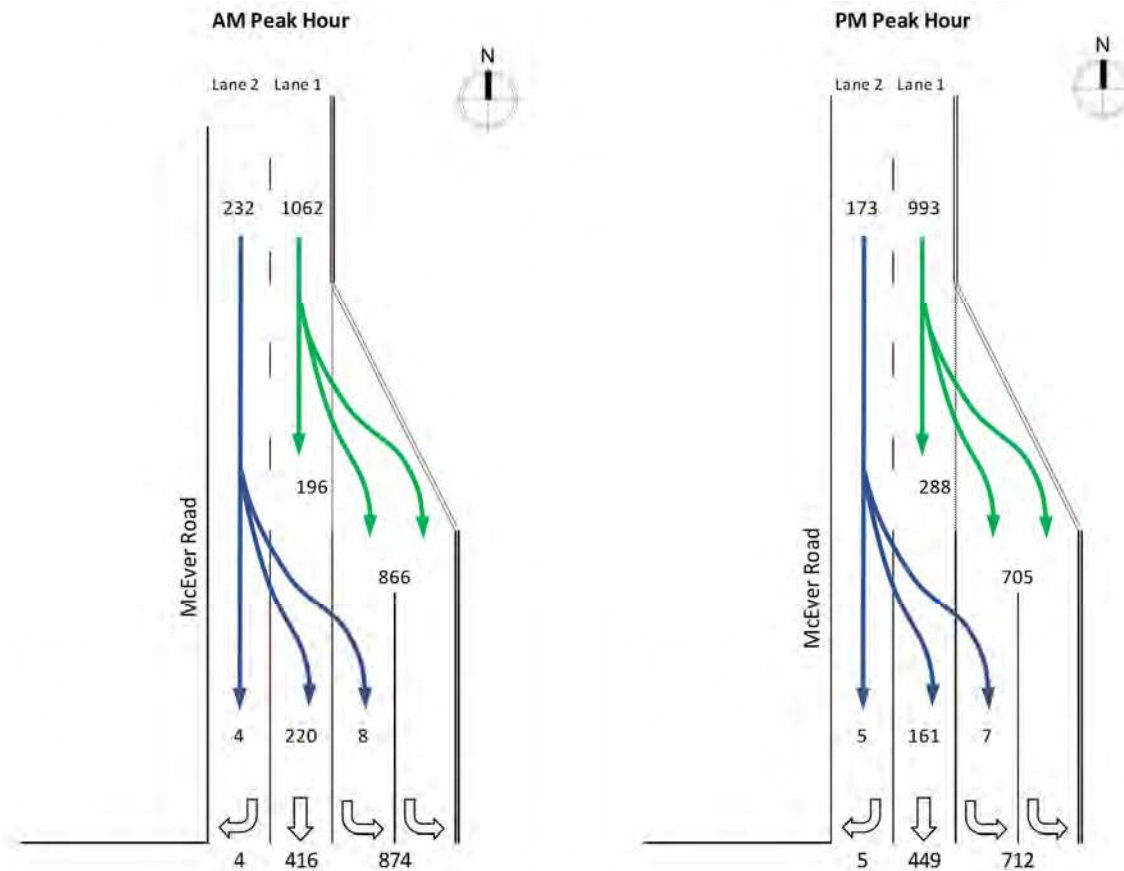 AM Peak Hour
N
Lane 2 Lane 1
232 1062
196
866
McEver Road
4 220 8
4 416 874
PM Peak Hour
N
Lane 2 Lane 1
173 993
288
705
McEver Road
5 161 7
5 449 712